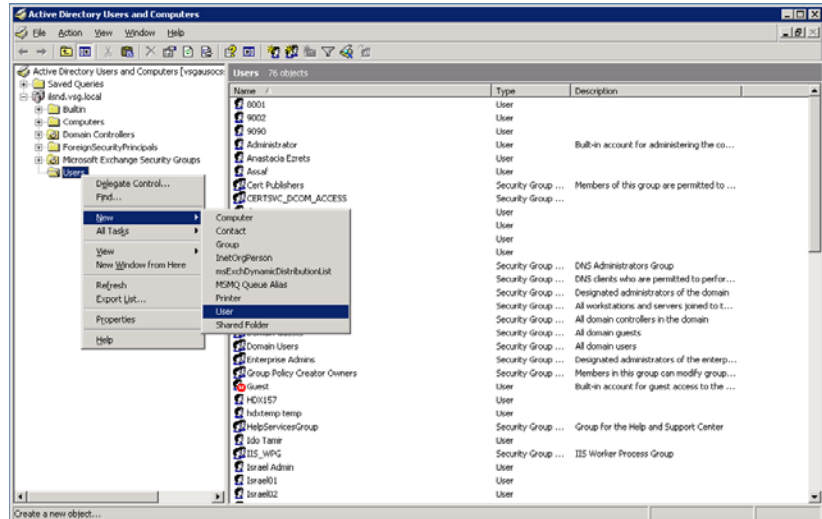 Active Directory Users and Computers
File Action View Window Help
Active Directory Users and Computers [vsgausocs
Users 76 objects
Saved Queries
ilsnd.vsg.local
Builtin
Computers
Domain Controllers
ForeignSecurityPrincipals
Microsoft Exchange Security Groups
Users
Delegate Control...
Find...
New
All Tasks
View
New Window from Here
Refresh
Export List...
Properties
Help
Computer
Contact
Group
InetOrgPerson
msExchDynamicDistributionList
MSMQ Queue Alias
Printer
User
Shared Folder
Name Type Description
8001 User
9002 User
9090 User
Administrator User Built-in account for administering the co...
Anastacia Ezrets User
Assaf User
Cert Publishers Security Group ... Members of this group are permitted to ...
CERTSVC_DCOM_ACCESS Security Group ...
User
User
User
User
Security Group ... DNS Administrators Group
Security Group ... DNS clients who are permitted to perfor...
Security Group ... Designated administrators of the domain
Security Group ... All workstations and servers joined to t...
Security Group ... All domain controllers in the domain
Security Group ... All domain guests
Domain Users Security Group ... All domain users
Enterprise Admins Security Group ... Designated administrators of the enterp...
Group Policy Creator Owners Security Group ... Members in this group can modify group...
Guest User Built-in account for guest access to the ...
HDX157 User
hdxtemp temp User
HelpServicesGroup Security Group ... Group for the Help and Support Center
Ido Tamir User
IIS_WPG Security Group ... IIS Worker Process Group
Israel Admin User
Israel01 User
Israel02 User
Create a new object...